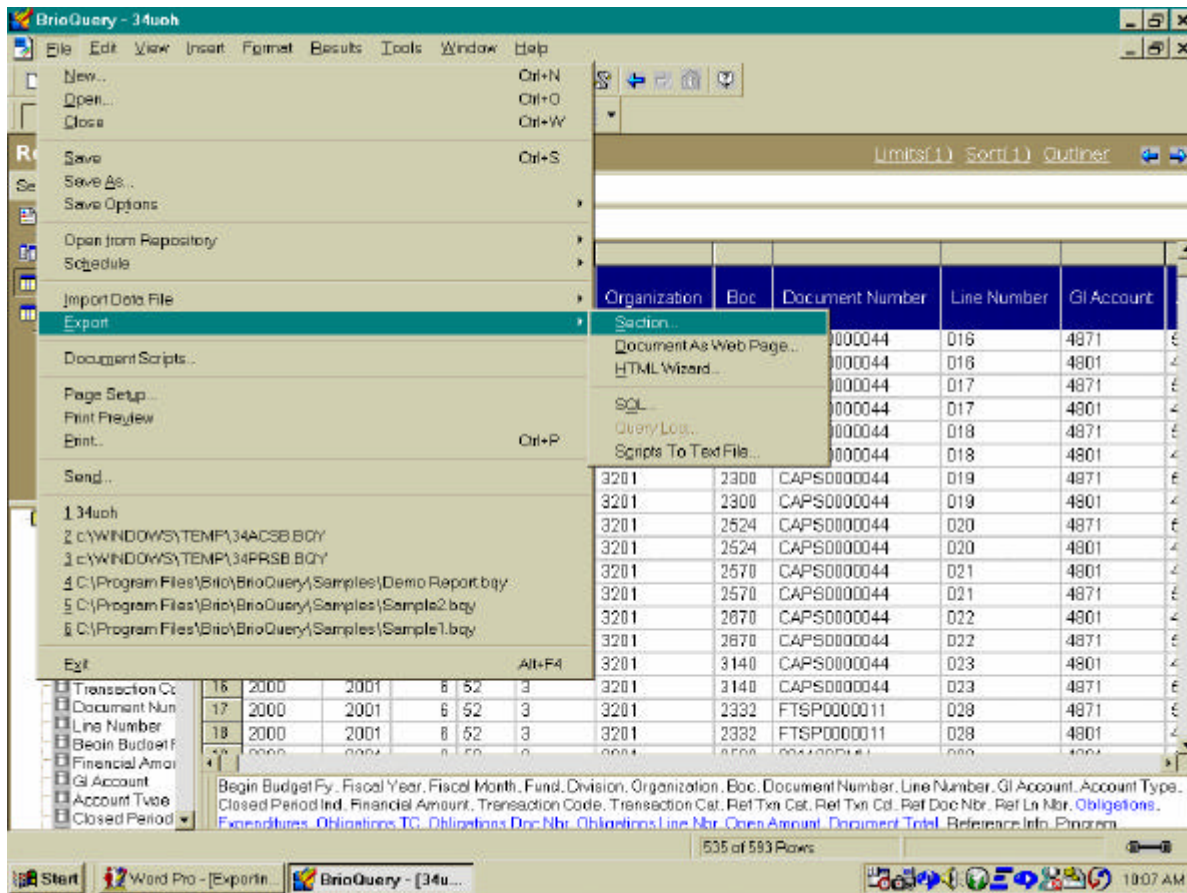 BrioQuery - 34uoh
File Edit View Insert Format Results Tools Window Help
New... Ctrl+N
Open... Ctrl+O
Close Ctrl+W
Save Ctrl+S
Save As...
Save Options
Open from Repository
Schedule
Import Data File
Export
Document Scripts...
Page Setup...
Print Preview
Print... Ctrl+P
Send...
1 34uoh
2 c:\WINDOWS\TEMP\34ACSB.BQY
3 c:\WINDOWS\TEMP\34PRSB.BQY
4 C:\Program Files\Brio\BrioQuery\Samples\Demo Report.bqy
5 C:\Program Files\Brio\BrioQuery\Samples\Sample2.bqy
6 C:\Program Files\Brio\BrioQuery\Samples\Sample1.bqy
Exit Alt+F4
Section...
Document As Web Page...
HTML Wizard...
SQL...
Query Log...
Scripts To Text File...
Limits(1) Sort(1) Outliner
Organization Boc Document Number Line Number Gl Account
0000044 016 4871
0000044 016 4801
0000044 017 4871
0000044 017 4801
0000044 018 4871
0000044 018 4801
3201 2300 CAPS0000044 019 4871
3201 2300 CAPS0000044 019 4801
3201 2524 CAPS0000044 020 4871
3201 2524 CAPS0000044 020 4801
3201 2570 CAPS0000044 021 4801
3201 2570 CAPS0000044 021 4871
3201 2670 CAPS0000044 022 4801
3201 2670 CAPS0000044 022 4871
3201 3140 CAPS0000044 023 4801
16 2000 2001 6 52 3 3201 3140 CAPS0000044 023 4871
17 2000 2001 6 52 3 3201 2332 FTSP0000011 028 4871
18 2000 2001 6 52 3 3201 2332 FTSP0000011 028 4801
Transaction Co
Document Num
Line Number
Begin Budget F
Financial Amou
Gl Account
Account Type
Closed Period
Begin Budget Fy, Fiscal Year, Fiscal Month, Fund, Division, Organization, Boc, Document Number, Line Number, Gl Account, Account Type,
Closed Period Ind, Financial Amount, Transaction Code, Transaction Cat, Ref Txn Cat, Ref Txn Cd, Ref Doc Nbr, Ref Ln Nbr, Obligations,
Expenditures, Obligations TC, Obligations Doc Nbr, Obligations Line Nbr, Open Amount, Document Total, Reference Info, Program
535 of 593 Rows
Start Word Pro - [Exportin... BrioQuery - [34u... 10:07 AM